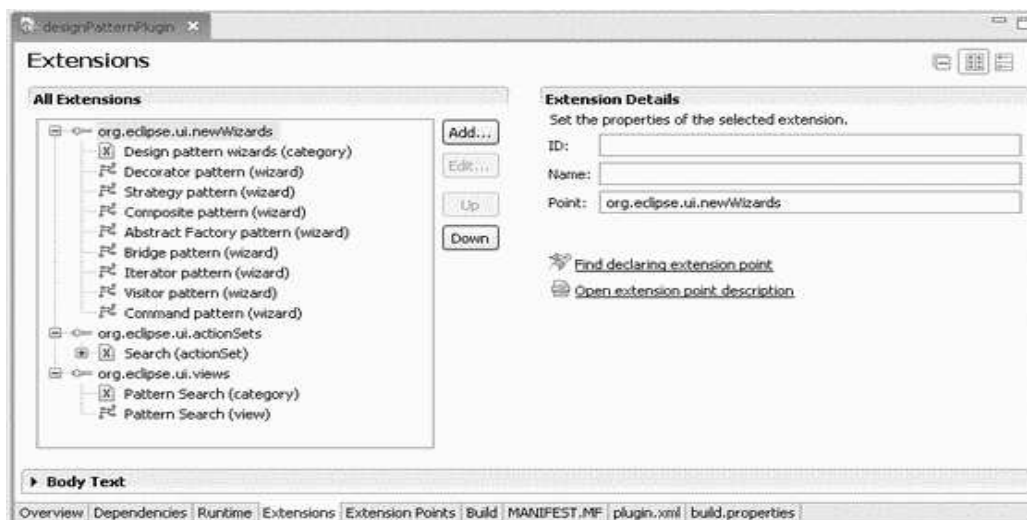 designPatternPlugin
Extensions
All Extensions
org.eclipse.ui.newWizards
Design pattern wizards (category)
Decorator pattern (wizard)
Strategy pattern (wizard)
Composite pattern (wizard)
Abstract Factory pattern (wizard)
Bridge pattern (wizard)
Iterator pattern (wizard)
Visitor pattern (wizard)
Command pattern (wizard)
org.eclipse.ui.actionSets
Search (actionSet)
org.eclipse.ui.views
Pattern Search (category)
Pattern Search (view)
Add...
Edit...
Up
Down
Extension Details
Set the properties of the selected extension.
ID:
Name:
Point: org.eclipse.ui.newWizards
Find declaring extension point
Open extension point description
Body Text
Overview Dependencies Runtime Extensions Extension Points Build MANIFEST.MF plugin.xml build.properties